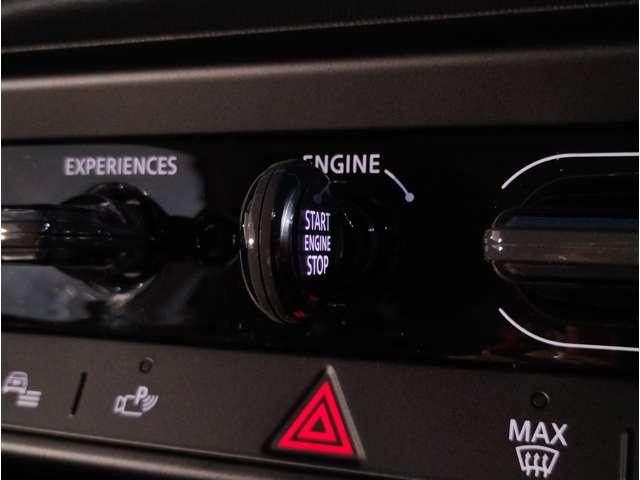 EXPERIENCES
ENGINE
START
ENGINE
STOP
P
MAX